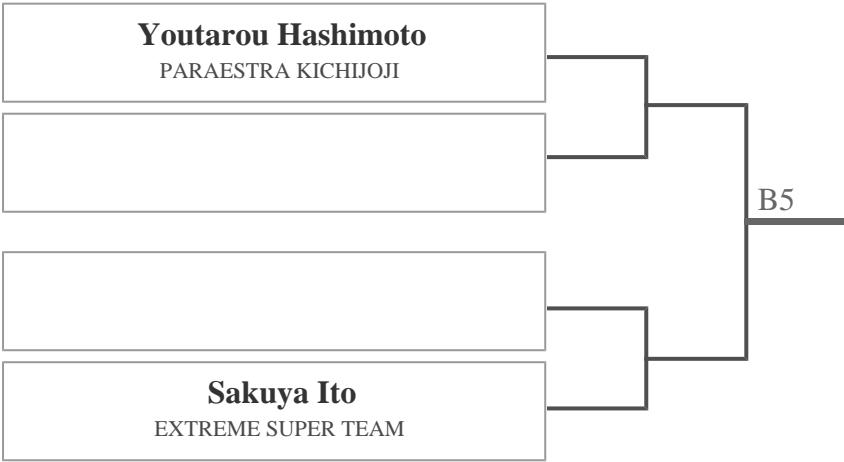 Youtarou Hashimoto
PARAESTRA KICHIJOJI
B5
Sakuya Ito
EXTREME SUPER TEAM